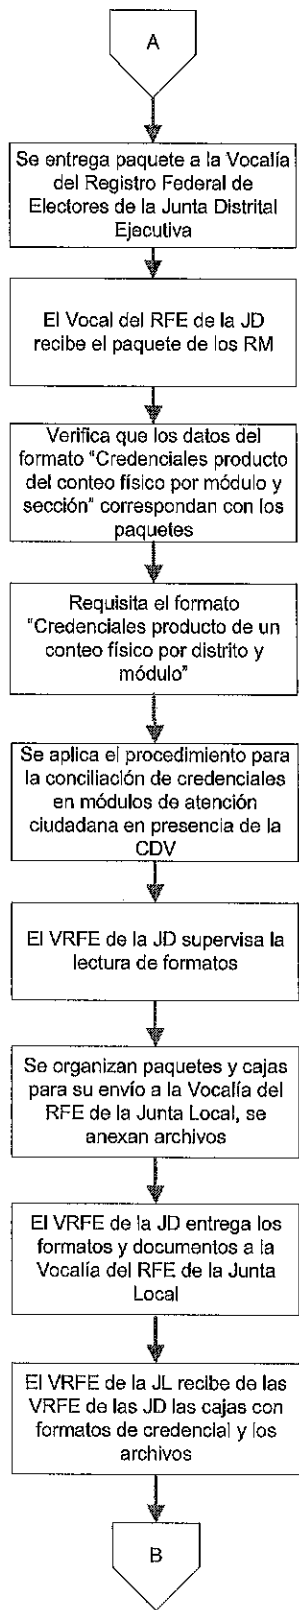 A
Se entrega paquete a la Vocalía
del Registro Federal de
Electores de la Junta Distrital
Ejecutiva
El Vocal del RFE de la JD
recibe el paquete de los RM
Verifica que los datos del
formato "Credenciales producto
del conteo físico por módulo y
sección" correspondan con los
paquetes
Requisita el formato
"Credenciales producto de un
conteo físico por distrito y
módulo"
Se aplica el procedimiento para
la conciliación de credenciales
en módulos de atención
ciudadana en presencia de la
CDV
El VRFE de la JD supervisa la
lectura de formatos
Se organizan paquetes y cajas
para su envío a la Vocalía del
RFE de la Junta Local, se
anexan archivos
El VRFE de la JD entrega los
formatos y documentos a la
Vocalía del RFE de la Junta
Local
El VRFE de la JL recibe de las
VRFE de las JD las cajas con
formatos de credencial y los
archivos
B